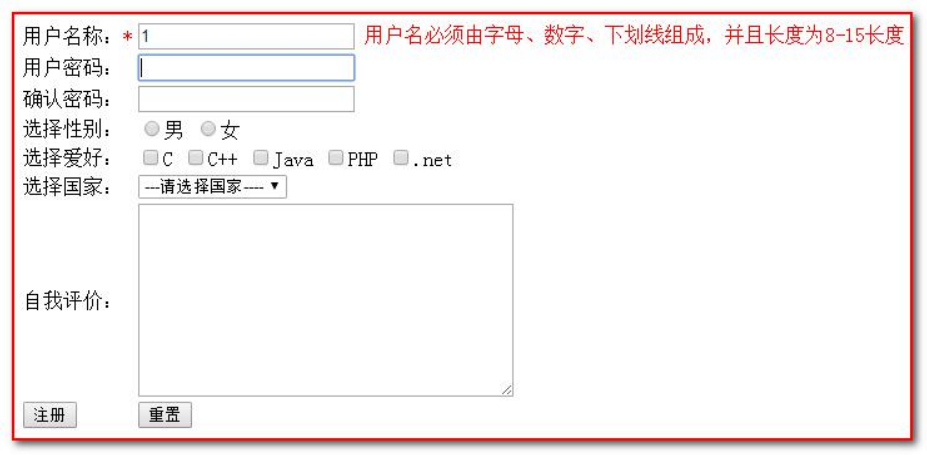 用户名称：* 1 用户名必须由字母、数字、下划线组成，并且长度为8-15长度
用户密码：
确认密码：
选择性别： 男 女
选择爱好： C C++ Java PHP .net
选择国家： ---请选择国家----
自我评价：
注册 重置